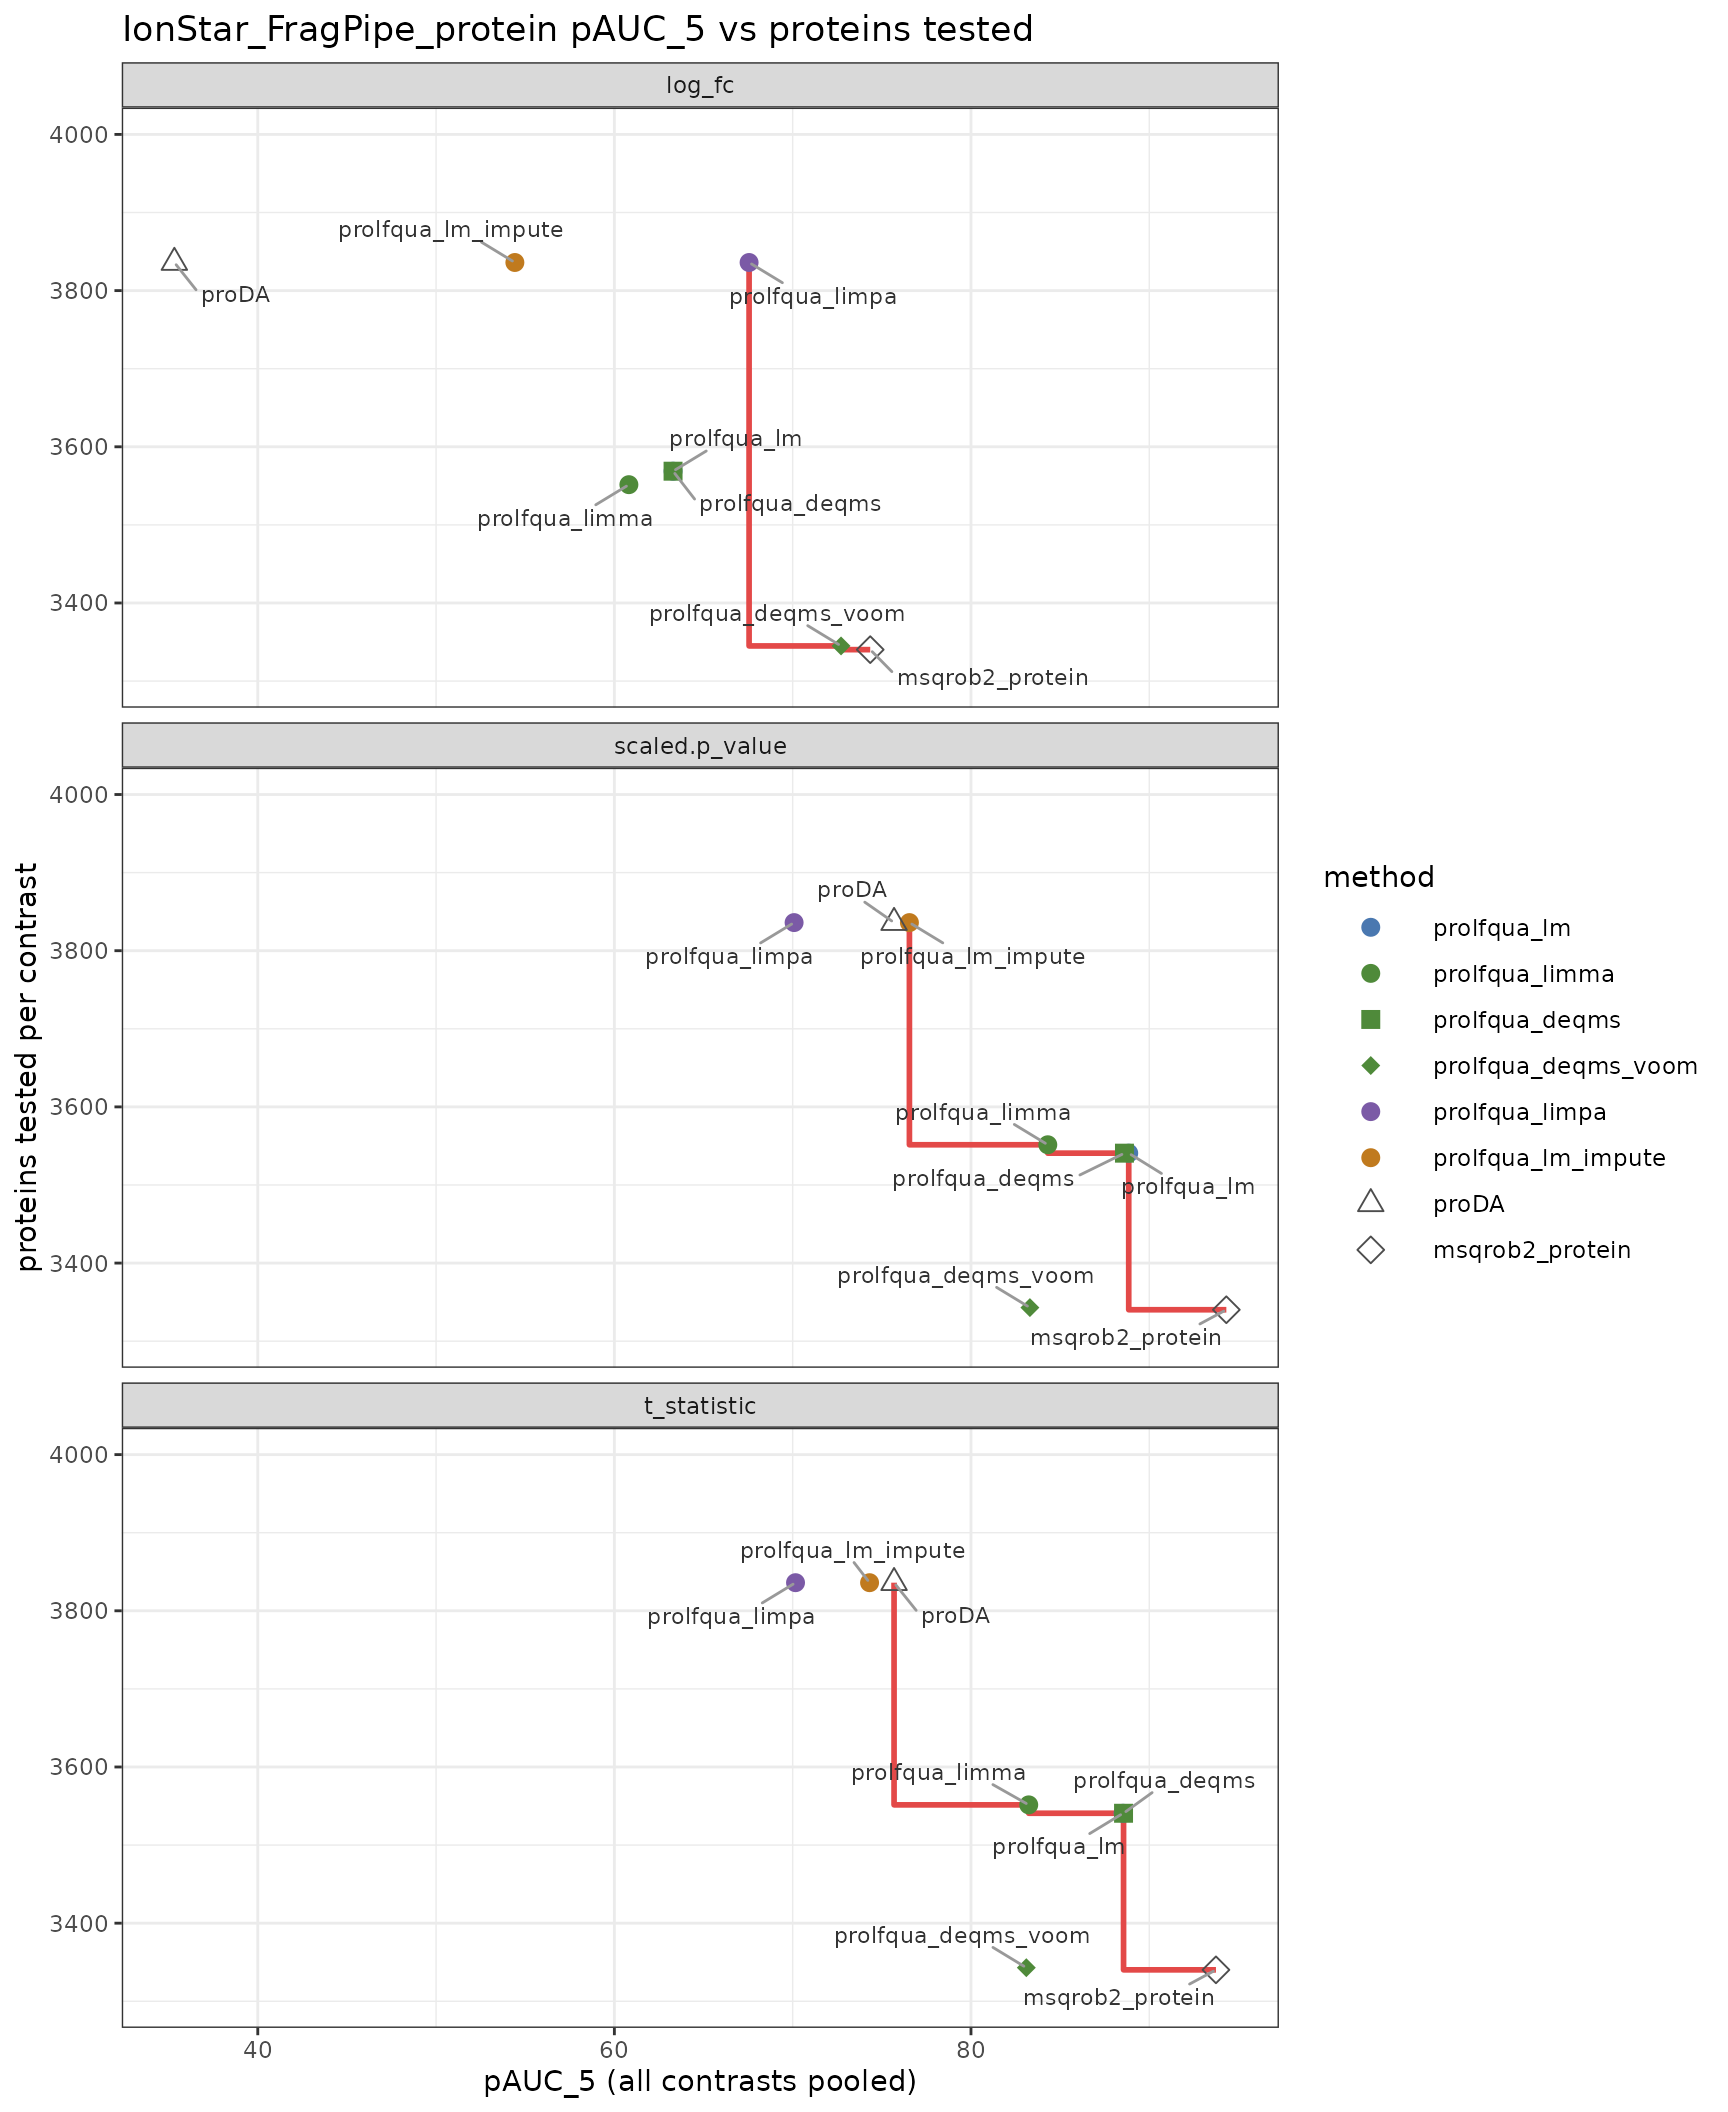 IonStar_FragPipe_protein pAUC_5 vs proteins tested
log_fc
4000
3800
3600
3400
prolfqua_lm_impute
proDA
prolfqua_limpa
prolfqua_lm
prolfqua_deqms
prolfqua_limma
prolfqua_deqms_voom
msqrob2_protein
scaled.p_value
4000
3800
3600
3400
proDA
prolfqua_limpa
prolfqua_lm_impute
prolfqua_limma
prolfqua_deqms
prolfqua_lm
prolfqua_deqms_voom
msqrob2_protein
t_statistic
4000
3800
3600
3400
prolfqua_lm_impute
prolfqua_limpa
proDA
prolfqua_limma
prolfqua_deqms
prolfqua_lm
prolfqua_deqms_voom
msqrob2_protein
40
60
80
pAUC_5 (all contrasts pooled)
proteins tested per contrast
method
prolfqua_lm
prolfqua_limma
prolfqua_deqms
prolfqua_deqms_voom
prolfqua_limpa
prolfqua_lm_impute
proDA
msqrob2_protein